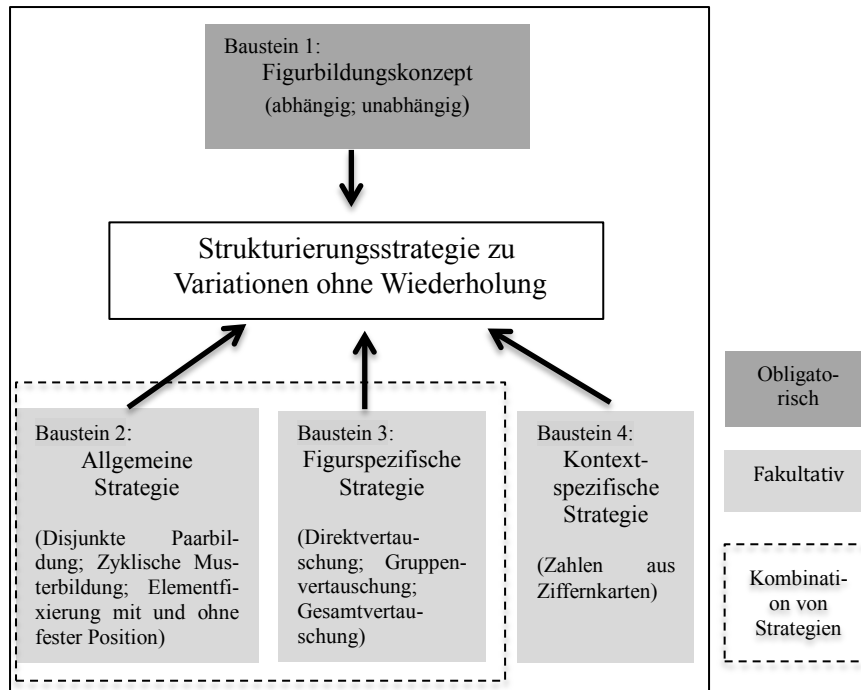 Baustein 1:
Figurbildungskonzept
(abhängig; unabhängig)
Strukturierungsstrategie zu
Variationen ohne Wiederholung
Baustein 2:
Allgemeine
Strategie
(Disjunkte Paarbil-
dung; Zyklische Mus-
terbildung; Elementfi-
xierung mit und ohne
fester Position)
Baustein 3:
Figurspezifische
Strategie
(Direktvertau-
schung; Gruppen-
vertauschung;
Gesamtvertau-
schung)
Baustein 4:
Kontext-
spezifische
Strategie
(Zahlen aus
Ziffernkarten)
Obligato-
risch
Fakultativ
Kombinati-
on von
Strategien